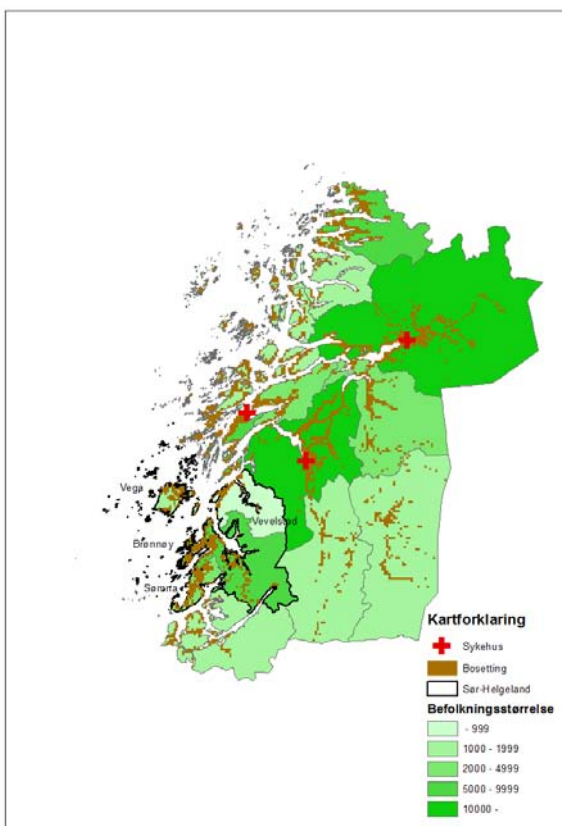 Vega
Vevelstad
Brønnøy
Sømna
Kartforklaring
Sykehus
Bosetting
Sør-Helgeland
Befolkningsstørrelse
- 999
1000 - 1999
2000 - 4999
5000 - 9999
10000 -